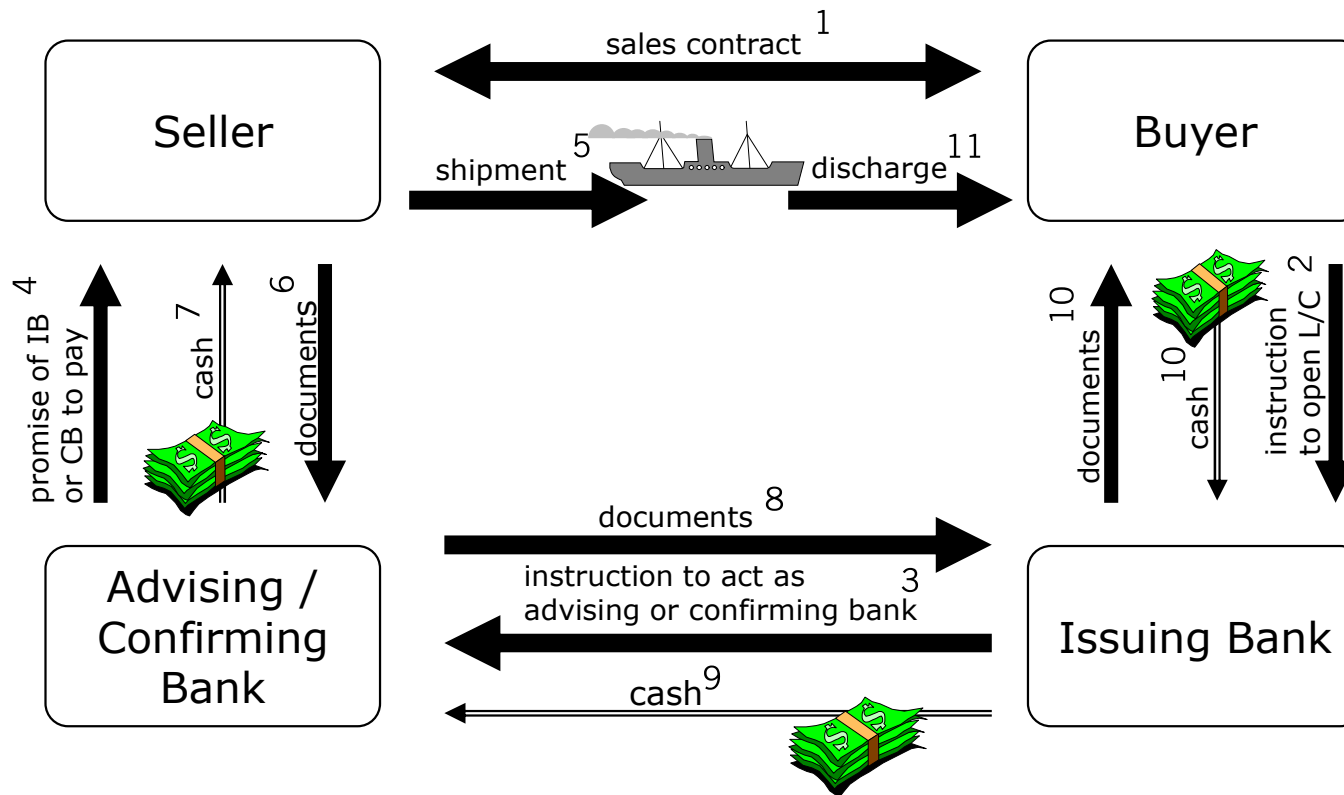 sales contract 1
Seller
Buyer
shipment 5
discharge 11
promise of IB 4
or CB to pay
cash 7
documents 6
documents 10
cash 10
instruction
to open L/C 2
documents 8
instruction to act as
advising or confirming bank 3
cash 9
Advising /
Confirming
Bank
Issuing Bank